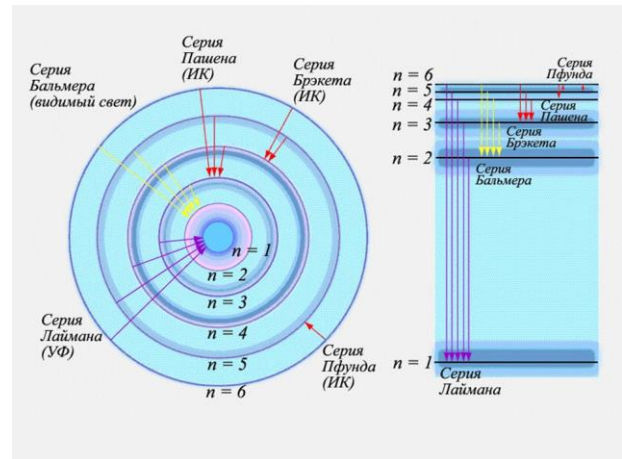 Серия
Пашена
(ИК)
Серия
Брэкета
(ИК)
Серия
Бальмера
(видимый свет)
n = 1
n = 2
n = 3
n = 4
n = 5
n = 6
Серия
Лаймана
(УФ)
Серия
Пфунда
(ИК)
n = 6
n = 5
n = 4
n = 3
n = 2
n = 1
Серия
Пфунда
Серия
Пашена
Серия
Брэкета
Серия
Бальмера
Серия
Лаймана